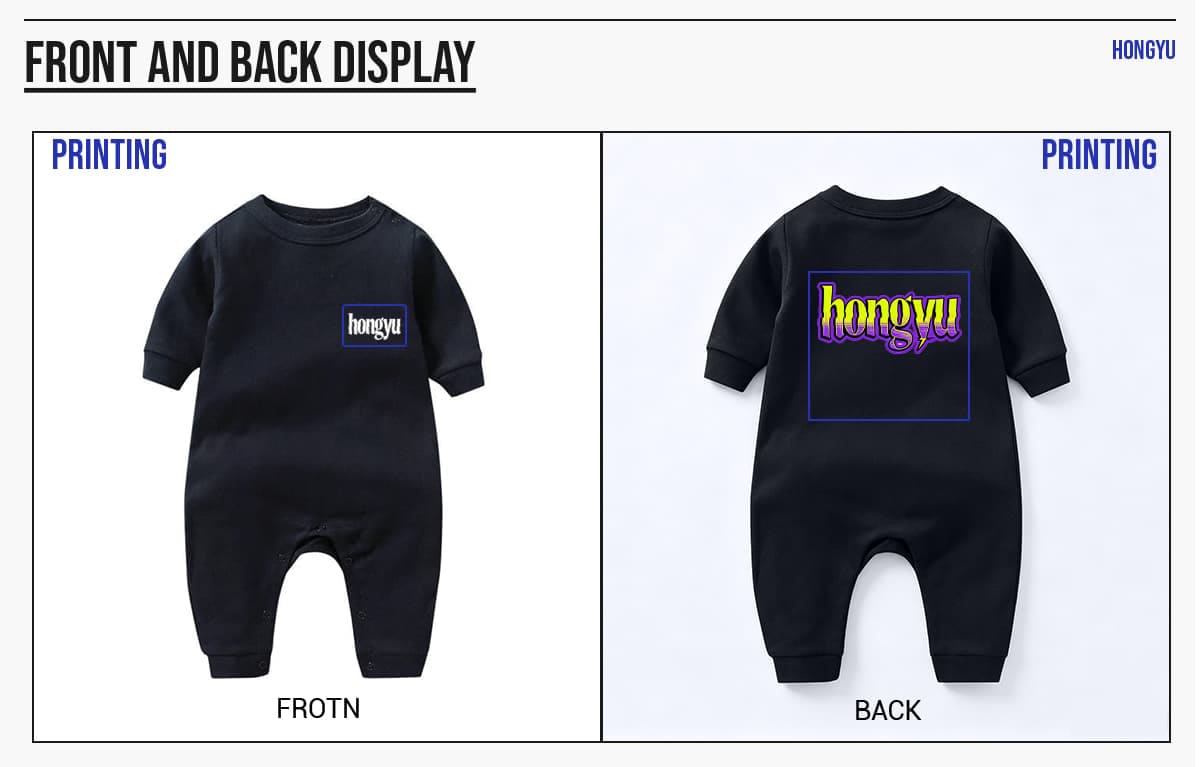 FRONT AND BACK DISPLAY
HONGYU
PRINTING
PRINTING
hongyu
hongyu
FROTN
BACK